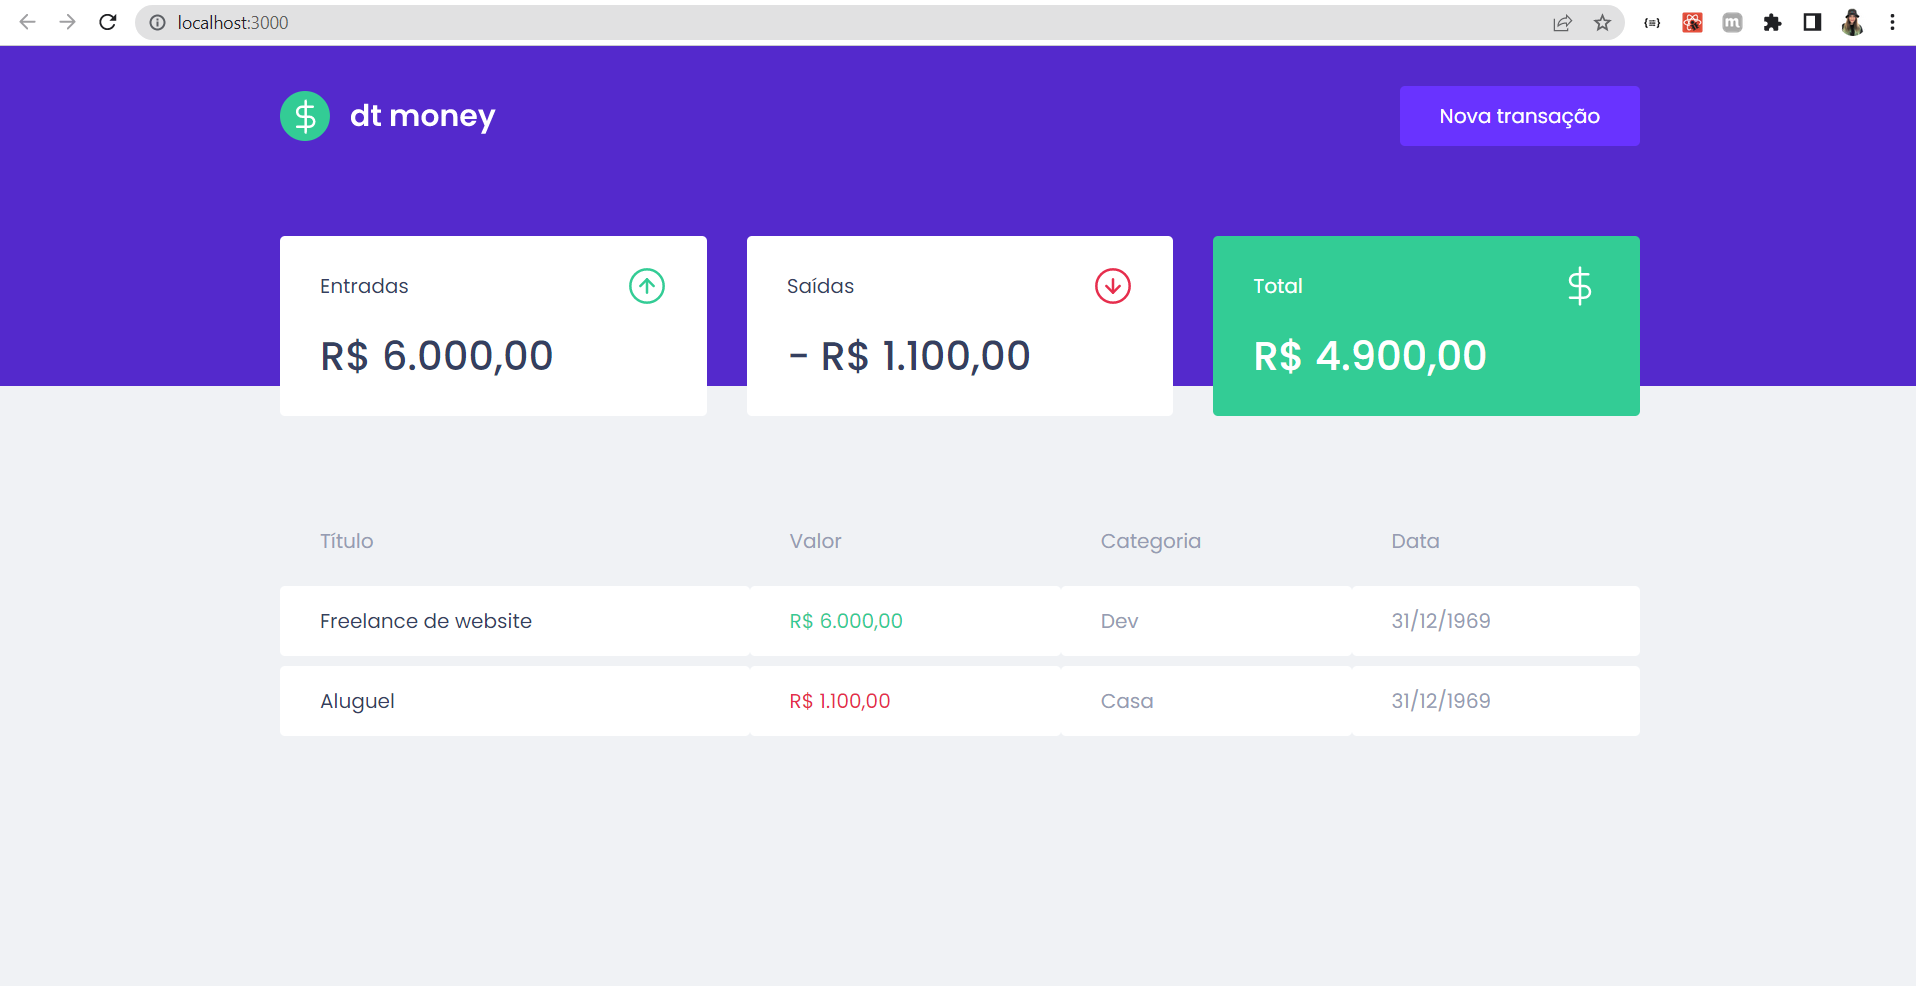 localhost:3000
dt money
Nova transação
Entradas
R$ 6.000,00
Saídas
- R$ 1.100,00
Total
R$ 4.900,00
Título Valor Categoria Data
Freelance de website R$ 6.000,00 Dev 31/12/1969
Aluguel R$ 1.100,00 Casa 31/12/1969